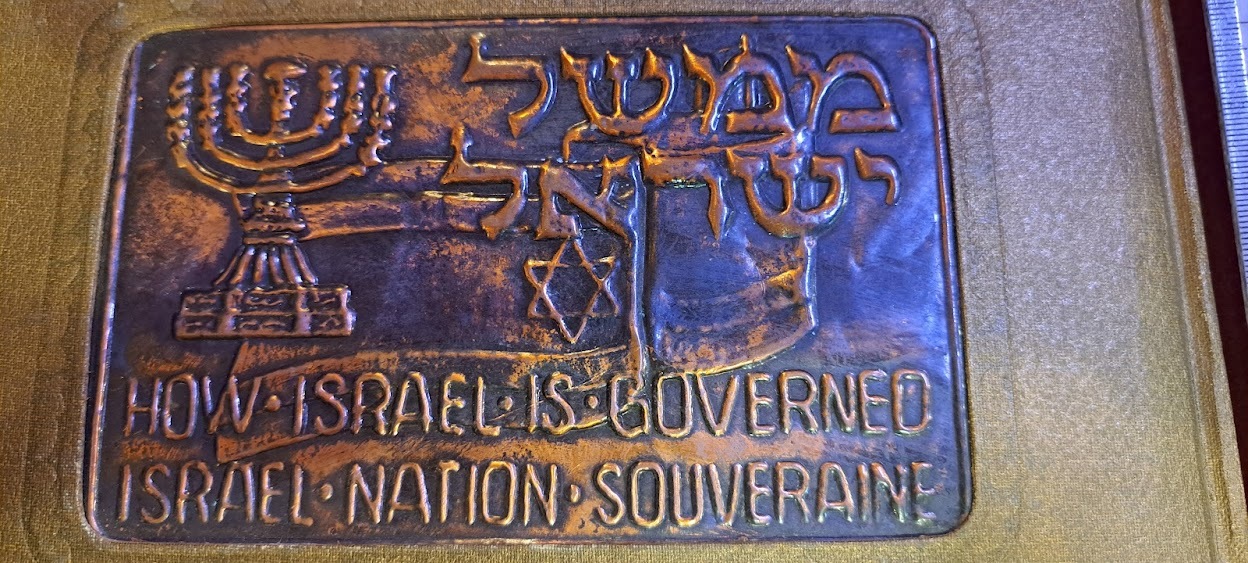 ממשל
ישראל
HOW·ISRAEL·IS·GOVERNED
ISRAEL·NATION·SOUVERAINE